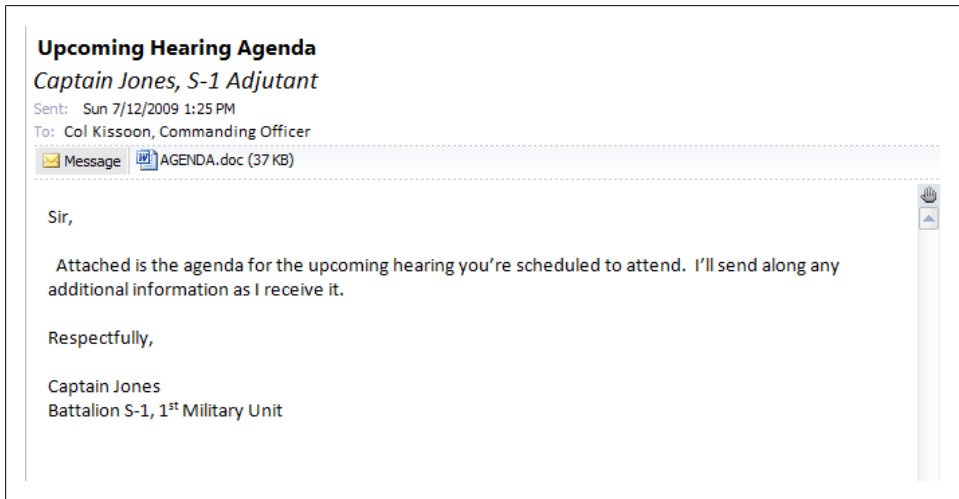 Upcoming Hearing Agenda
Captain Jones, S-1 Adjutant
Sent: Sun 7/12/2009 1:25 PM
To: Col Kissoon, Commanding Officer
Message AGENDA.doc (37 KB)
Sir,
Attached is the agenda for the upcoming hearing you're scheduled to attend. I'll send along any
additional information as I receive it.
Respectfully,
Captain Jones
Battalion S-1, 1st Military Unit